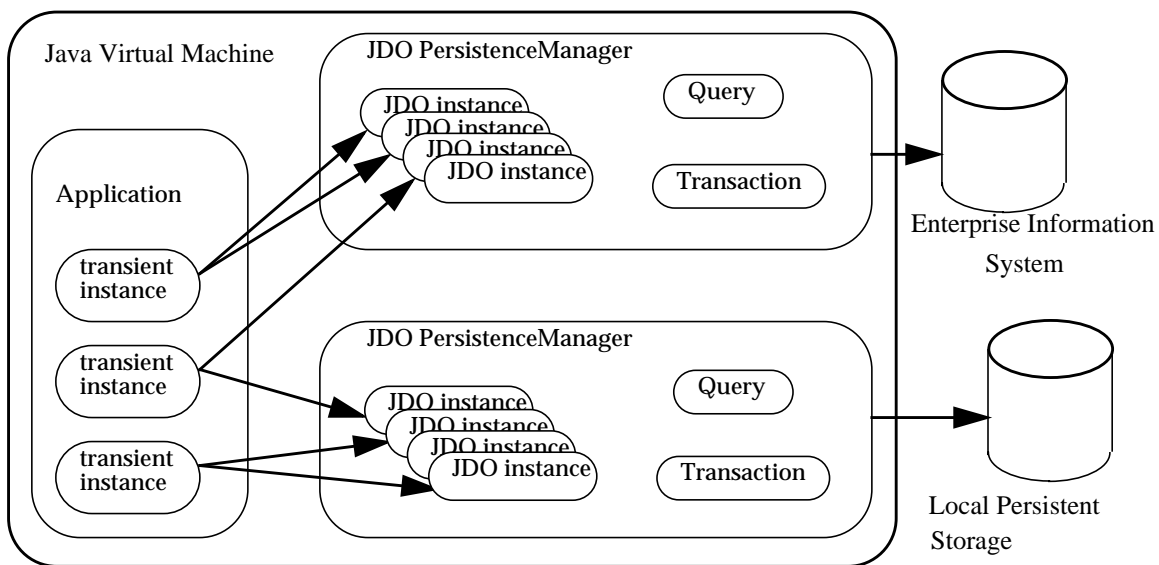 Java Virtual Machine
Application
transient
instance
transient
instance
transient
instance
JDO PersistenceManager
JDO instance
JDO instance
JDO instance
JDO instance
Query
Transaction
JDO PersistenceManager
JDO instance
JDO instance
JDO instance
JDO instance
Query
Transaction
Enterprise Information
System
Local Persistent
Storage